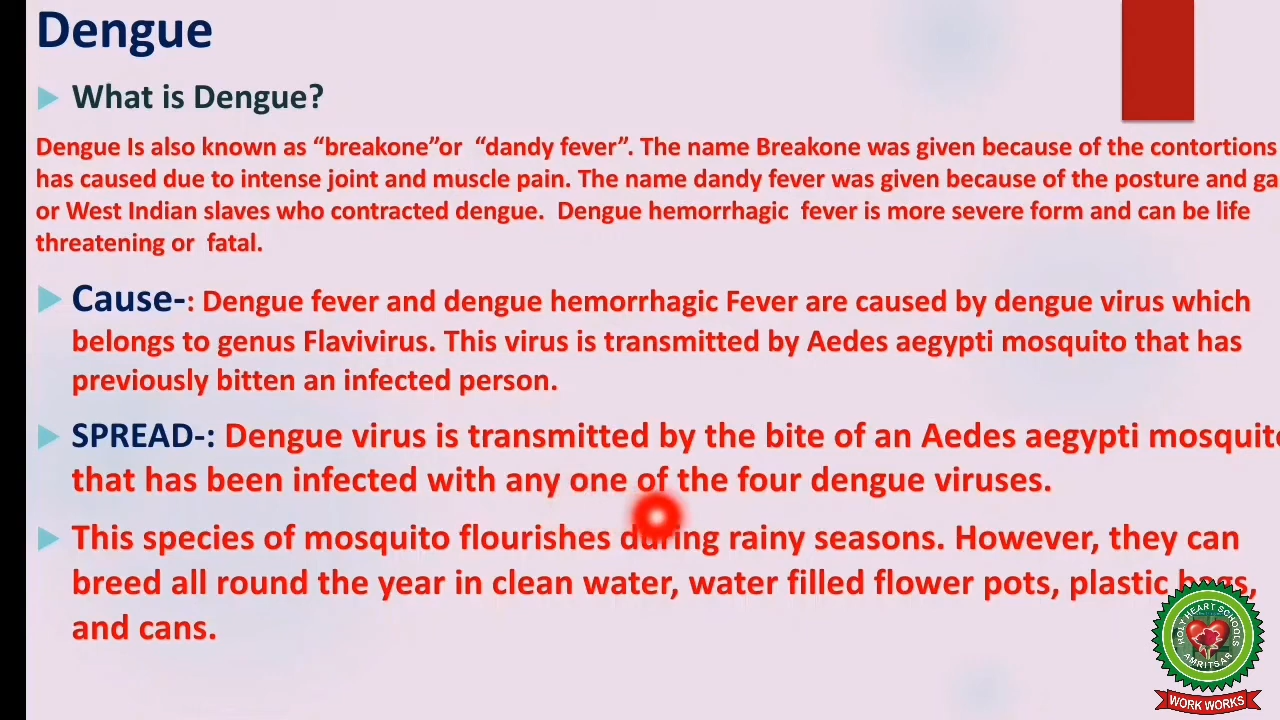 Dengue
What is Dengue?
Dengue Is also known as “breakone”or “dandy fever”. The name Breakone was given because of the contortions
has caused due to intense joint and muscle pain. The name dandy fever was given because of the posture and
or West Indian slaves who contracted dengue. Dengue hemorrhagic fever is more severe form and can be life
threatening or fatal.
Cause-: Dengue fever and dengue hemorrhagic Fever are caused by dengue virus which
belongs to genus Flavivirus. This virus is transmitted by Aedes aegypti mosquito that has
previously bitten an infected person.
SPREAD-: Dengue virus is transmitted by the bite of an Aedes aegypti mosquito
that has been infected with any one of the four dengue viruses.
This species of mosquito flourishes during rainy seasons. However, they can
breed all round the year in clean water, water filled flower pots, plastic bags,
and cans.
HOLY HEART SCHOOLS
AMRITSAR
WORK WORKS